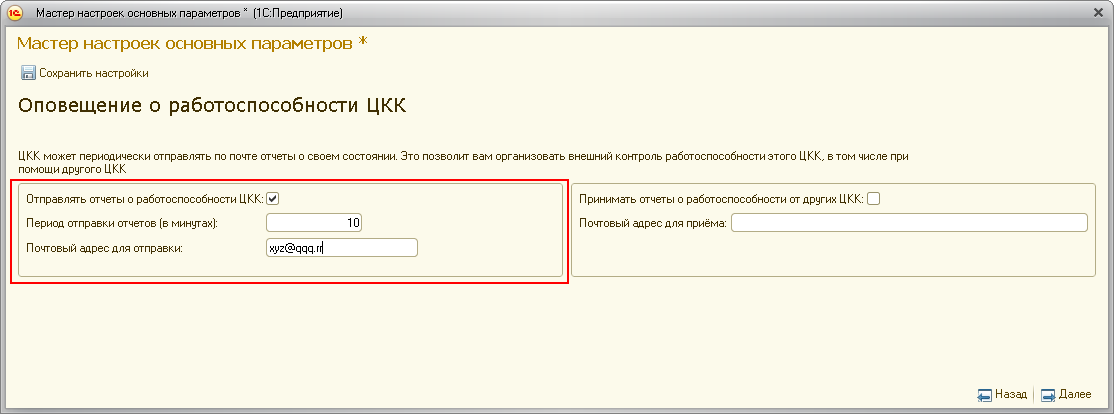 1С Мастер настроек основных параметров * (1С:Предприятие)
Мастер настроек основных параметров *
Сохранить настройки
Оповещение о работоспособности ЦКК
ЦКК может периодически отправлять по почте отчеты о своем состоянии. Это позволит вам организовать внешний контроль работоспособности этого ЦКК, в том числе при
помощи другого ЦКК
Отправлять отчеты о работоспособности ЦКК:
Период отправки отчетов (в минутах): 10
Почтовый адрес для отправки: xyz@qqq.rr
Принимать отчеты о работоспособности от других ЦКК:
Почтовый адрес для приёма:
Назад Далее